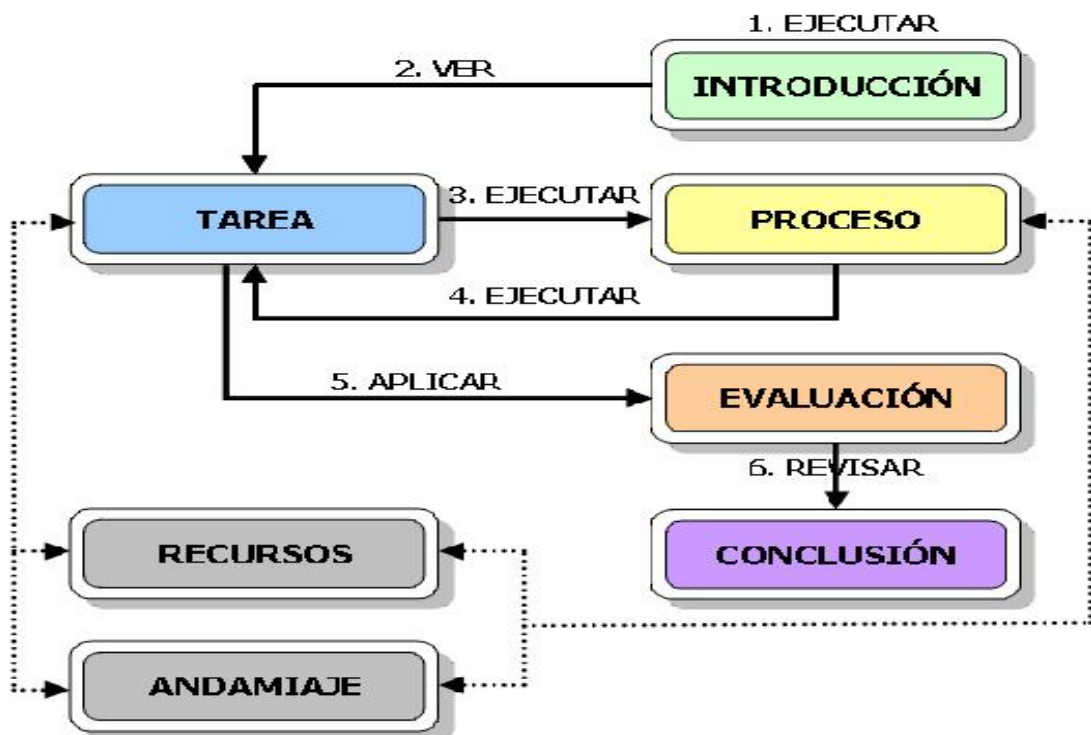 1. EJECUTAR
INTRODUCCIÓN
2. VER
TAREA
3. EJECUTAR
PROCESO
4. EJECUTAR
5. APLICAR
EVALUACIÓN
6. REVISAR
RECURSOS
CONCLUSIÓN
ANDAMIAJE